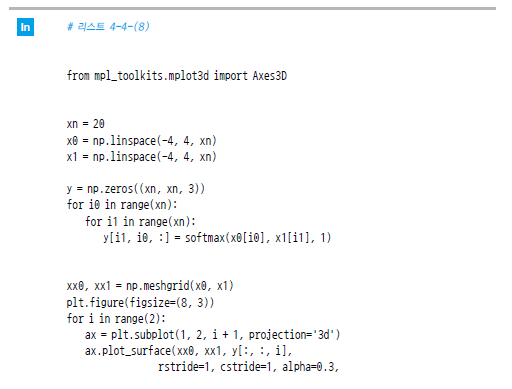 In
# 리스트 4-4-(8)
from mpl_toolkits.mplot3d import Axes3D
xn = 20
x0 = np.linspace(-4, 4, xn)
x1 = np.linspace(-4, 4, xn)
y = np.zeros((xn, xn, 3))
for i0 in range(xn):
    for i1 in range(xn):
        y[i1, i0, :] = softmax(x0[i0], x1[i1], 1)
xx0, xx1 = np.meshgrid(x0, x1)
plt.figure(figsize=(8, 3))
for i in range(2):
    ax = plt.subplot(1, 2, i + 1, projection='3d')
    ax.plot_surface(xx0, xx1, y[:, :, i],
                    rstride=1, cstride=1, alpha=0.3,